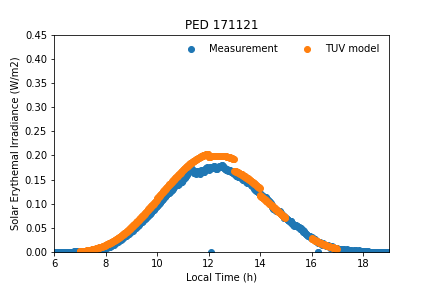 PED 171121
Measurement
TUV model
Solar Erythemal Irradiance (W/m2)
0.45
0.40
0.35
0.30
0.25
0.20
0.15
0.10
0.05
0.00
6 8 10 12 14 16 18
Local Time (h)